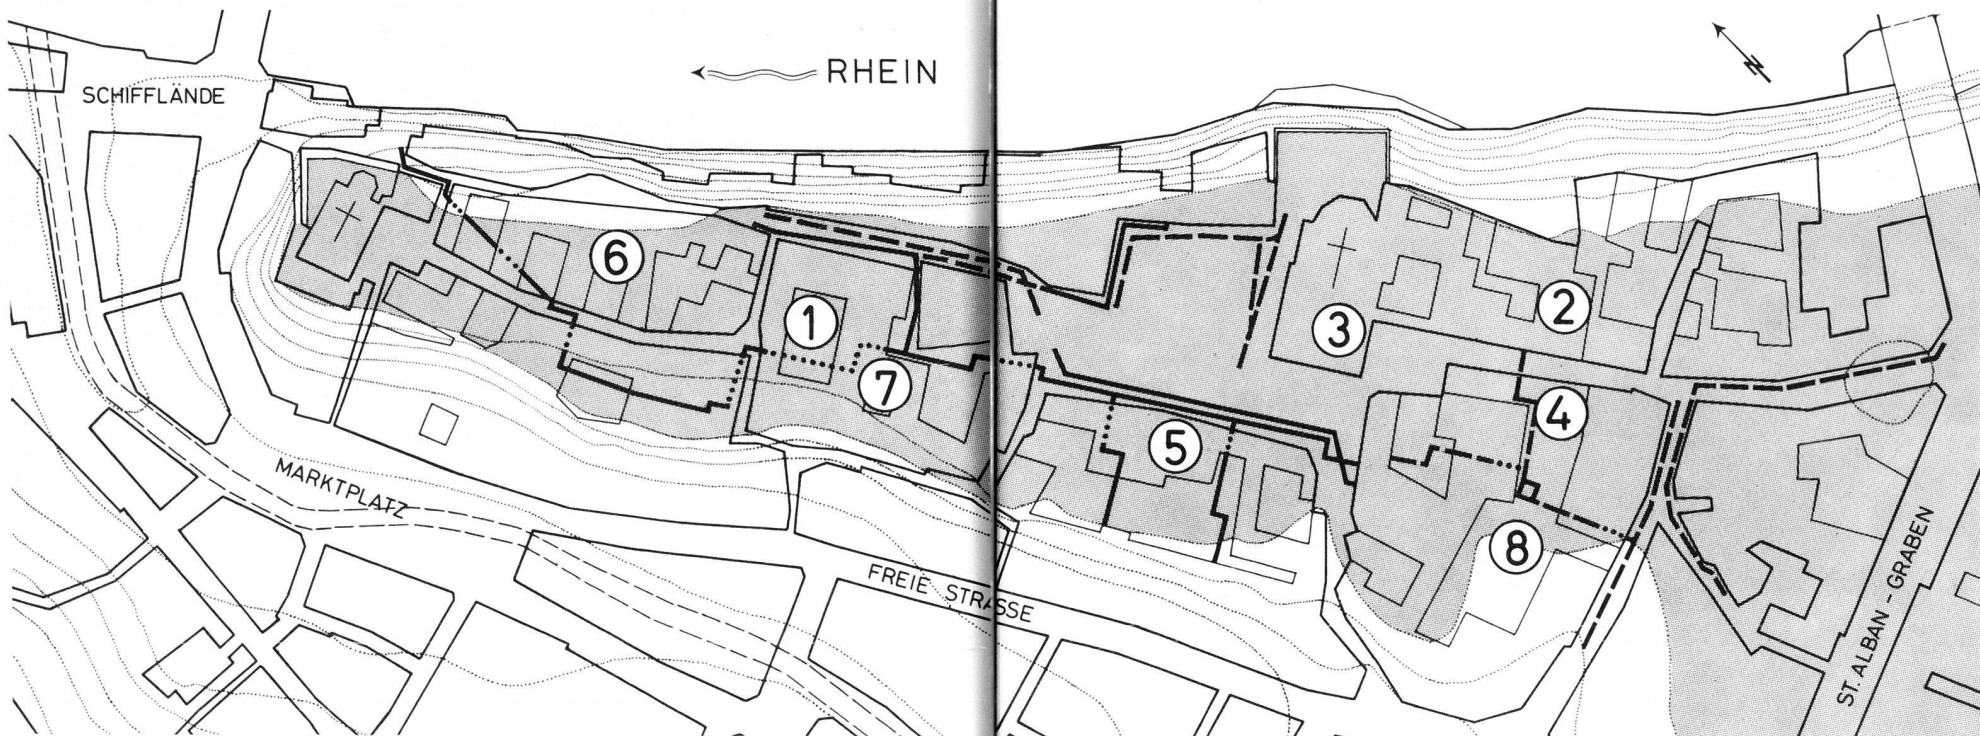 RHEIN
N
SCHIFFLÄNDE
6
1
2
3
7
4
5
MARKTPLATZ
8
FREIE STRASSE
ST. ALBAN - GRABEN